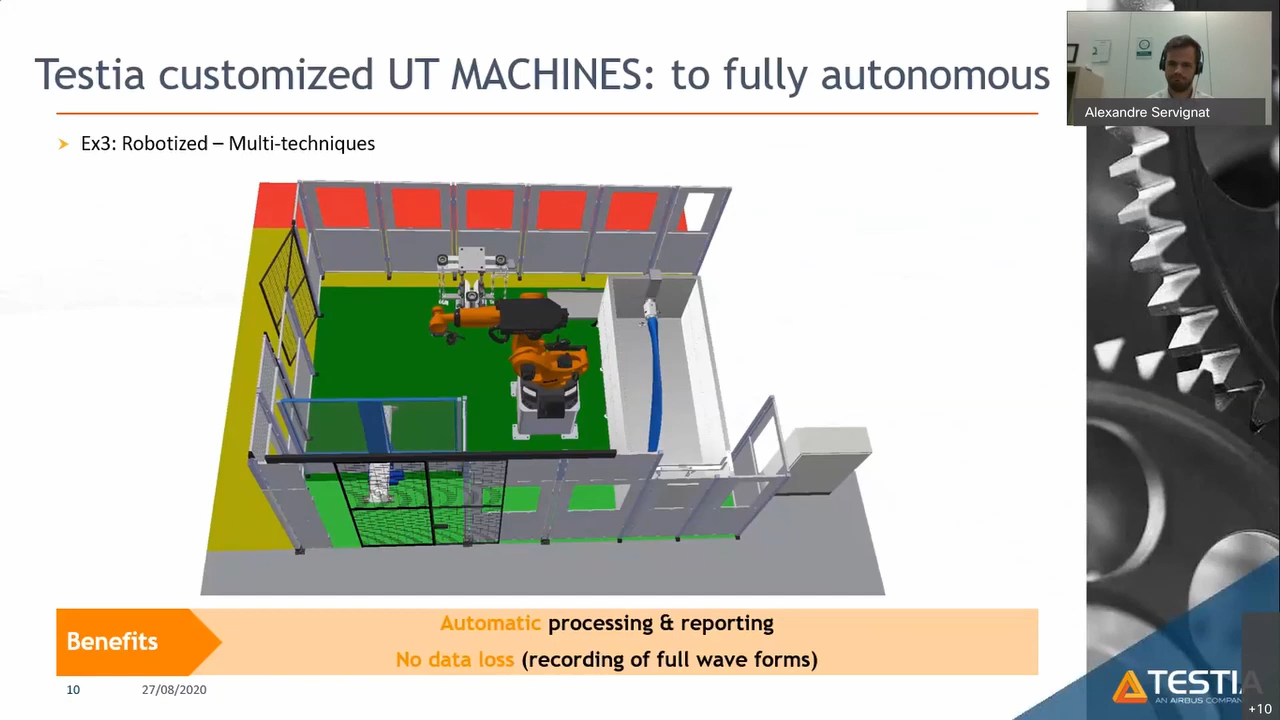 Testia customized UT MACHINES: to fully autonomous
Alexandre Servignat
Ex3: Robotized – Multi-techniques
Benefits
Automatic processing & reporting
No data loss (recording of full wave forms)
10
27/08/2020
TESTIA
AN AIRBUS COMPANY
+10